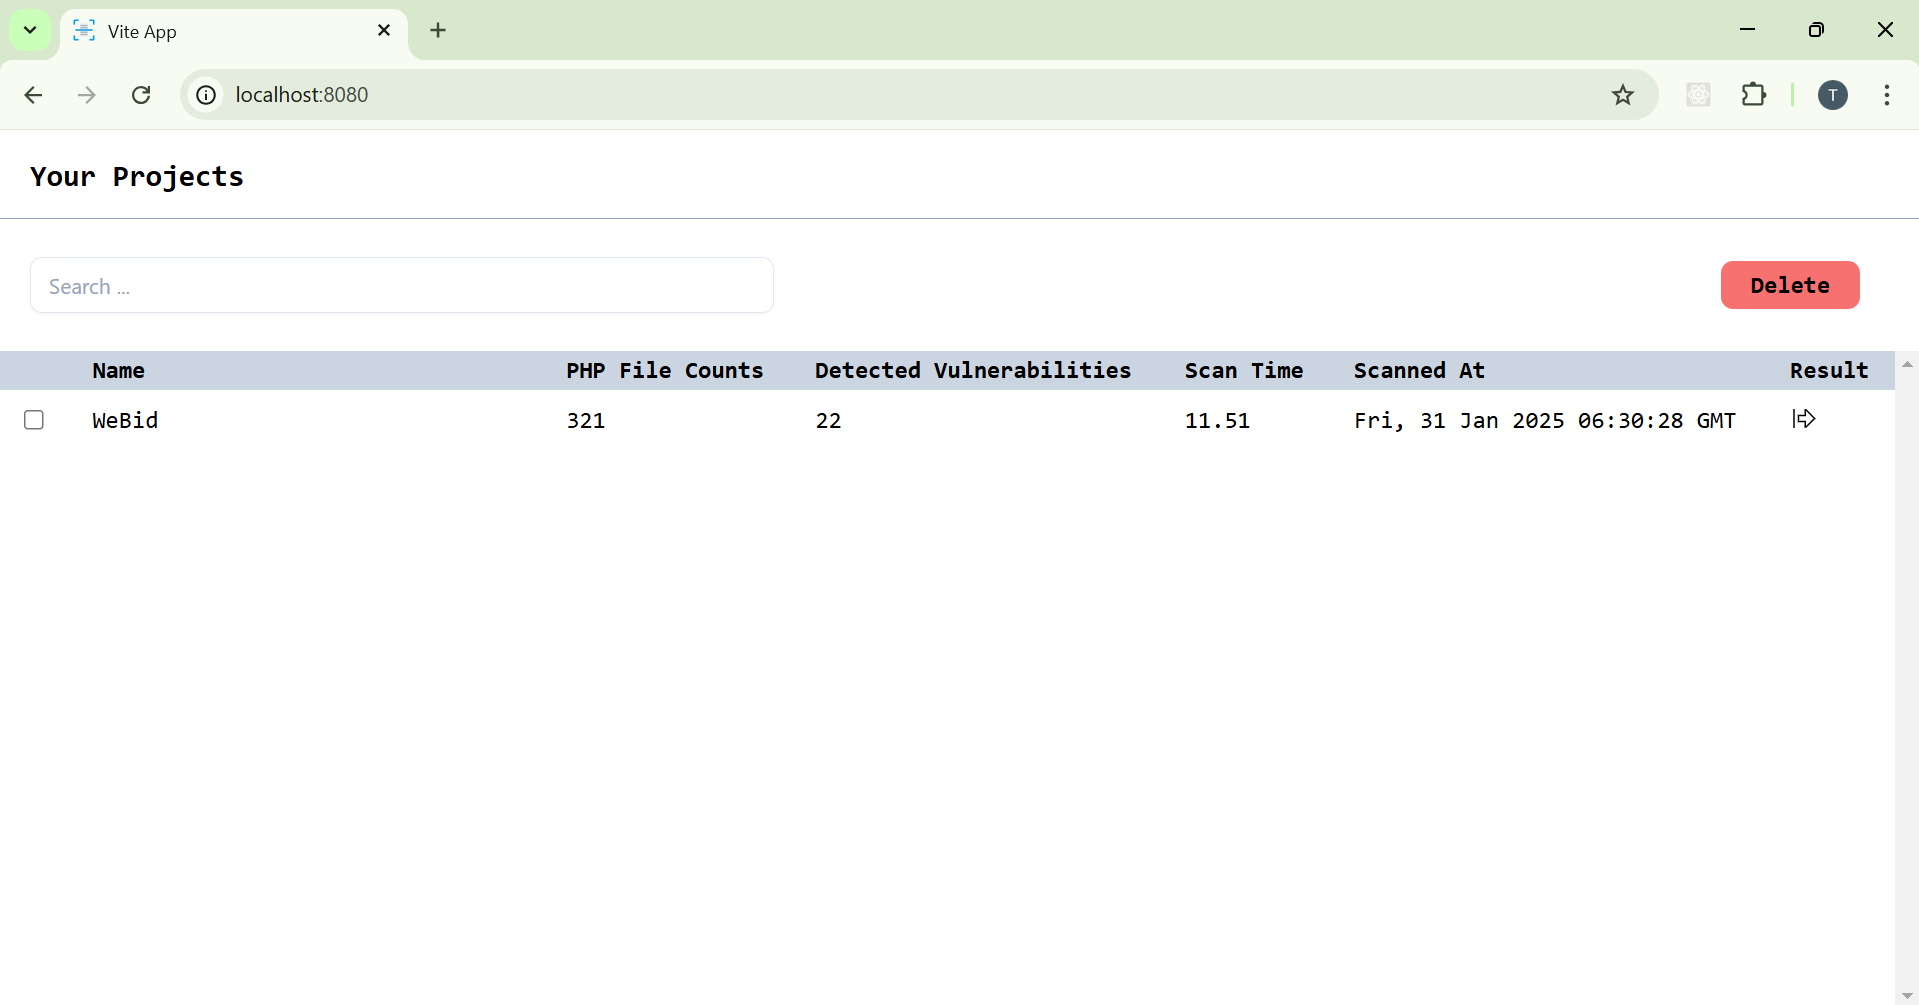 Vite App
localhost:8080
T
Your Projects
Search ...
Delete
Name PHP File Counts Detected Vulnerabilities Scan Time Scanned At Result
WeBid 321 22 11.51 Fri, 31 Jan 2025 06:30:28 GMT